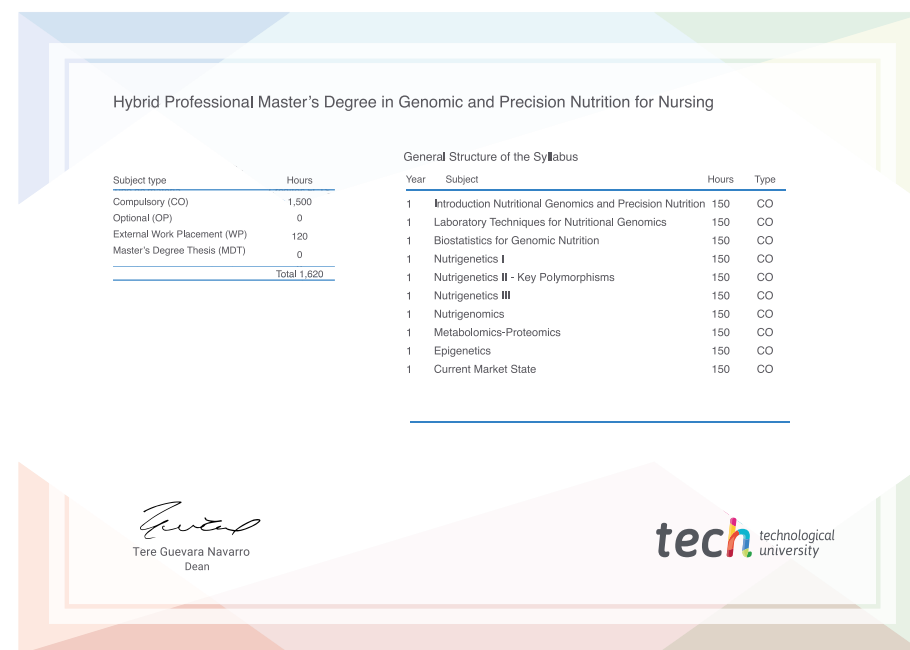 Hybrid Professional Master's Degree in Genomic and Precision Nutrition for Nursing
General Structure of the Syllabus
Subject type Hours
Compulsory (CO) 1,500
Optional (OP) 0
External Work Placement (WP) 120
Master's Degree Thesis (MDT) 0
Total 1,620
Year Subject Hours Type
1 Introduction Nutritional Genomics and Precision Nutrition 150 CO
1 Laboratory Techniques for Nutritional Genomics 150 CO
1 Biostatistics for Genomic Nutrition 150 CO
1 Nutrigenetics I 150 CO
1 Nutrigenetics II - Key Polymorphisms 150 CO
1 Nutrigenetics III 150 CO
1 Nutrigenomics 150 CO
1 Metabolomics-Proteomics 150 CO
1 Epigenetics 150 CO
1 Current Market State 150 CO
Tere Guevara Navarro
Dean
tech technological
university